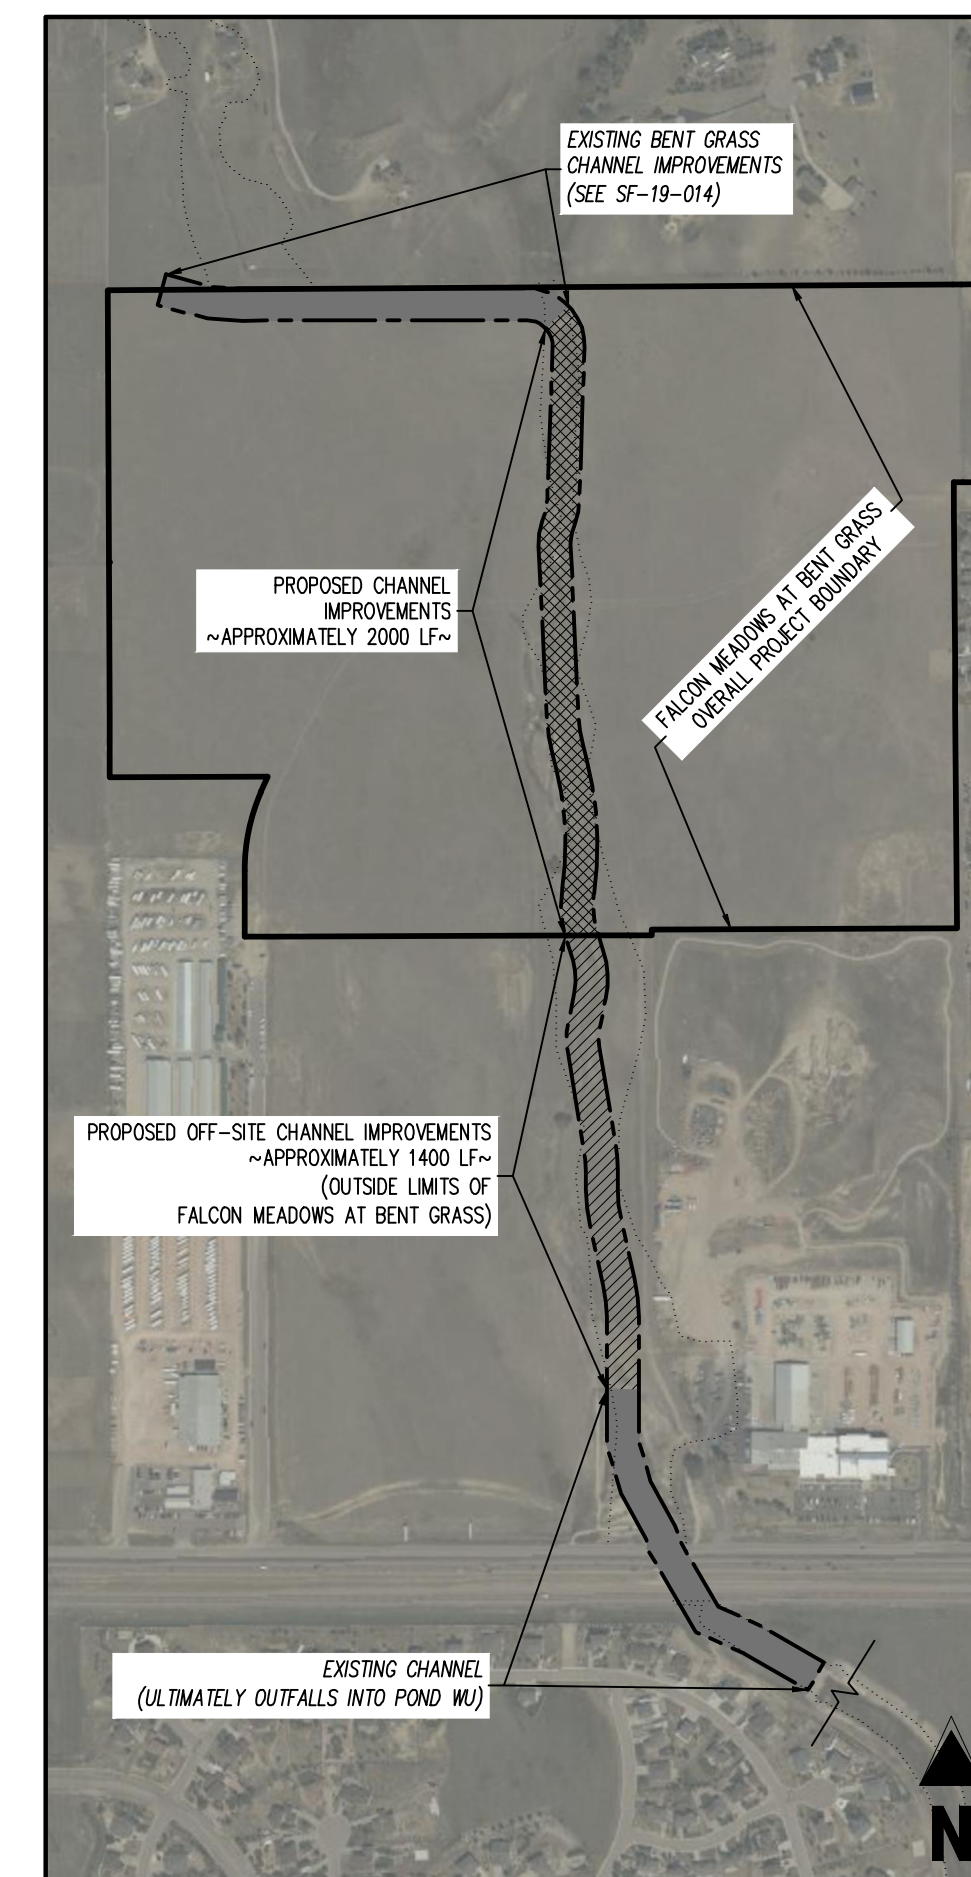 EXISTING BENT GRASS
CHANNEL IMPROVEMENTS
(SEE SF-19-014)
FALCON MEADOWS AT BENT GRASS
OVERALL PROJECT BOUNDARY
PROPOSED CHANNEL
IMPROVEMENTS
~APPROXIMATELY 2000 LF~
PROPOSED OFF-SITE CHANNEL IMPROVEMENTS
~APPROXIMATELY 1400 LF~
(OUTSIDE LIMITS OF
FALCON MEADOWS AT BENT GRASS)
EXISTING CHANNEL
(ULTIMATELY OUTFALLS INTO POND WU)
N